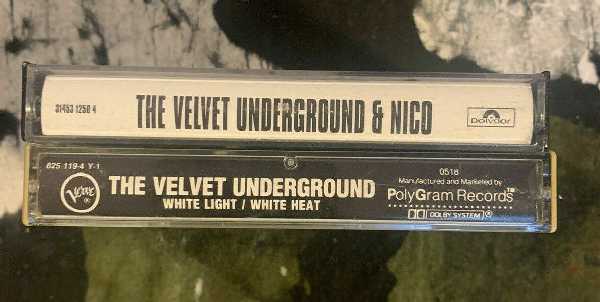 31453 1250 4
THE VELVET UNDERGROUND & NICO
polydor
825 119-4 Y-1
Verve
THE VELVET UNDERGROUND
WHITE LIGHT / WHITE HEAT
0518
Manufactured and Marketed by
PolyGram Records™
DOLBY SYSTEM ®